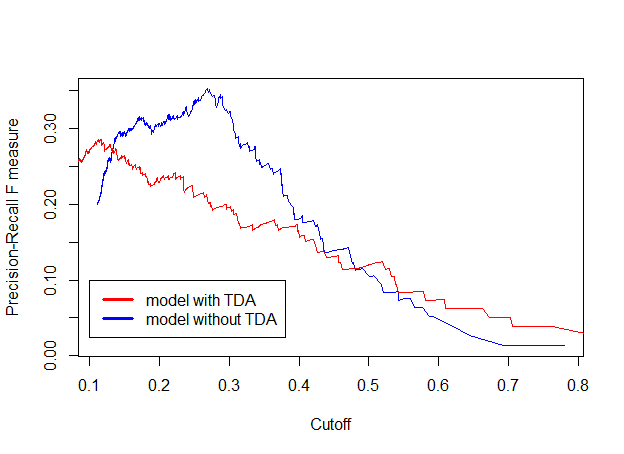 Precision-Recall F measure
0.30
0.20
0.10
0.00
model with TDA
model without TDA
0.1 0.2 0.3 0.4 0.5 0.6 0.7 0.8
Cutoff